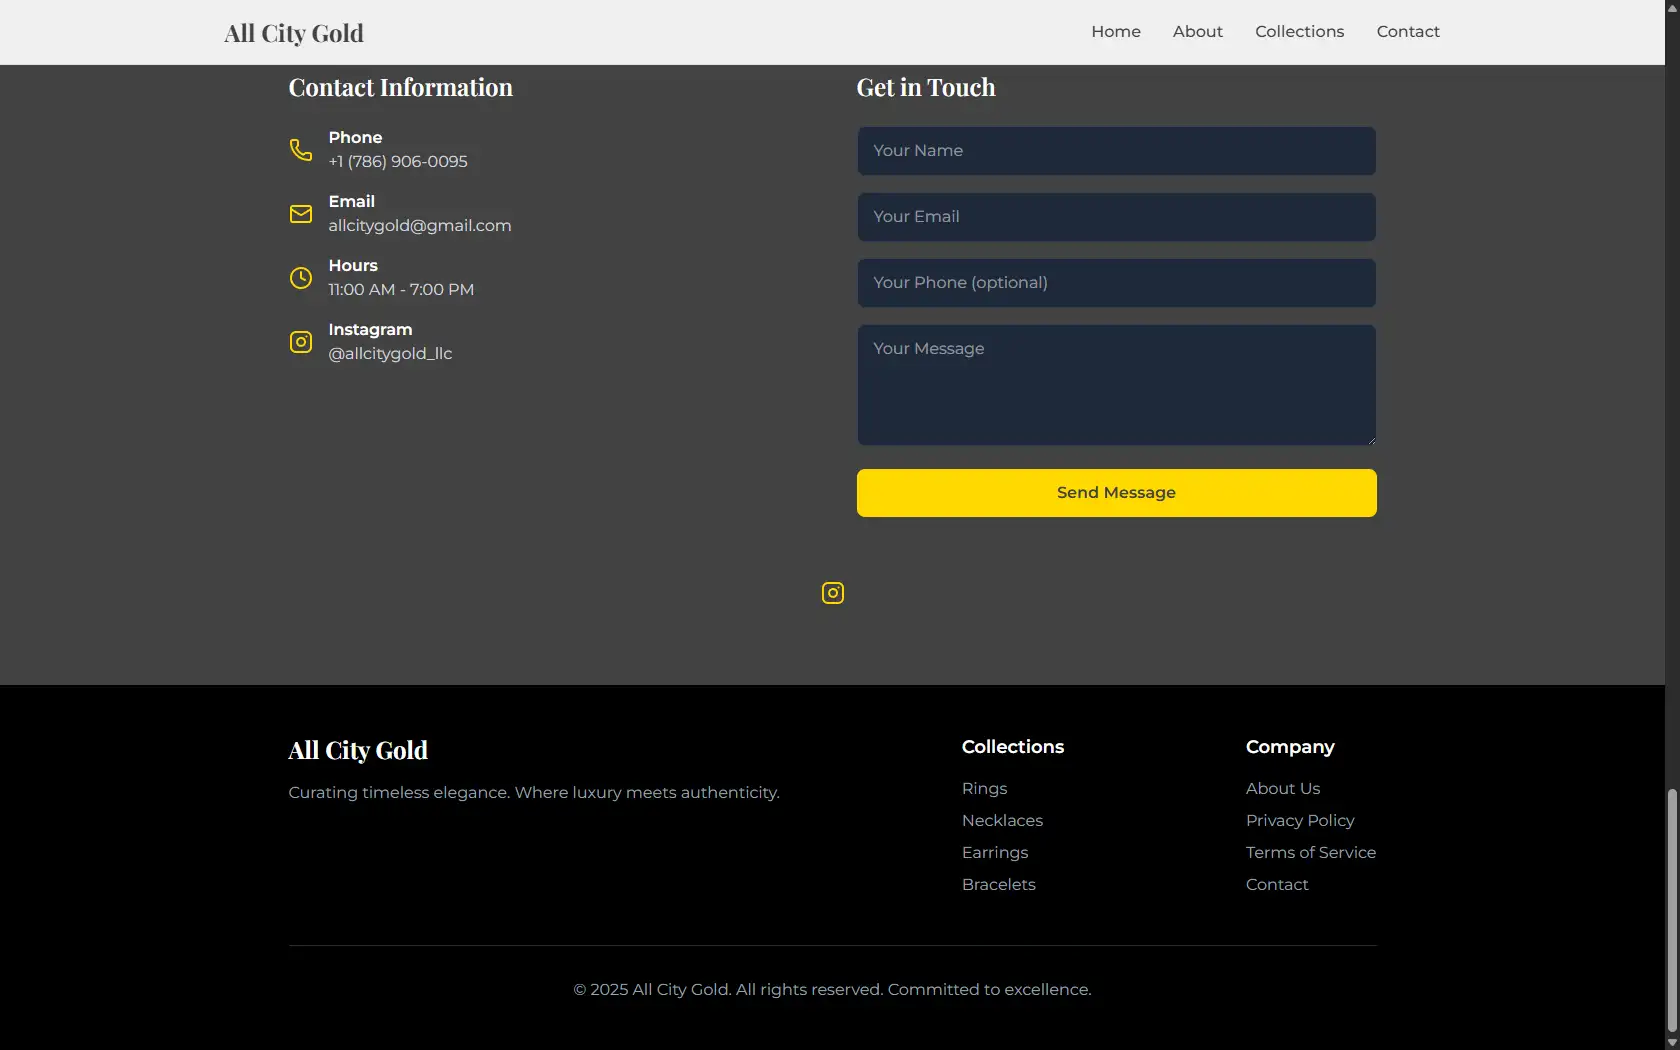 All City Gold
Home
About
Collections
Contact
Contact Information
Phone
+1 (786) 906-0095
Email
allcitygold@gmail.com
Hours
11:00 AM - 7:00 PM
Instagram
@allcitygold_llc
Get in Touch
Your Name
Your Email
Your Phone (optional)
Your Message
Send Message
All City Gold
Curating timeless elegance. Where luxury meets authenticity.
Collections
Rings
Necklaces
Earrings
Bracelets
Company
About Us
Privacy Policy
Terms of Service
Contact
© 2025 All City Gold. All rights reserved. Committed to excellence.